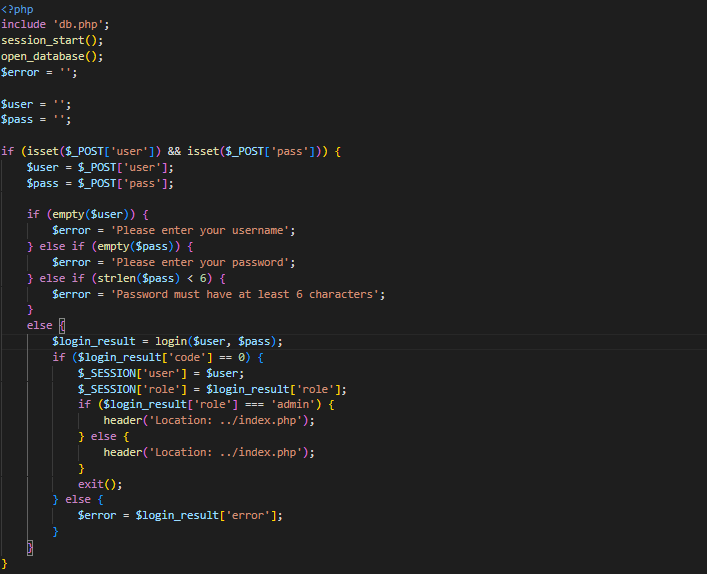 <?php
include 'db.php';
session_start();
open_database();
$error = '';
$user = '';
$pass = '';
if (isset($_POST['user']) && isset($_POST['pass'])) {
    $user = $_POST['user'];
    $pass = $_POST['pass'];
    if (empty($user)) {
        $error = 'Please enter your username';
    } else if (empty($pass)) {
        $error = 'Please enter your password';
    } else if (strlen($pass) < 6) {
        $error = 'Password must have at least 6 characters';
    }
    else {
        $login_result = login($user, $pass);
        if ($login_result['code'] == 0) {
            $_SESSION['user'] = $user;
            $_SESSION['role'] = $login_result['role'];
            if ($login_result['role'] === 'admin') {
                header('Location: ../index.php');
            } else {
                header('Location: ../index.php');
            }
            exit();
        } else {
            $error = $login_result['error'];
        }
    }
}